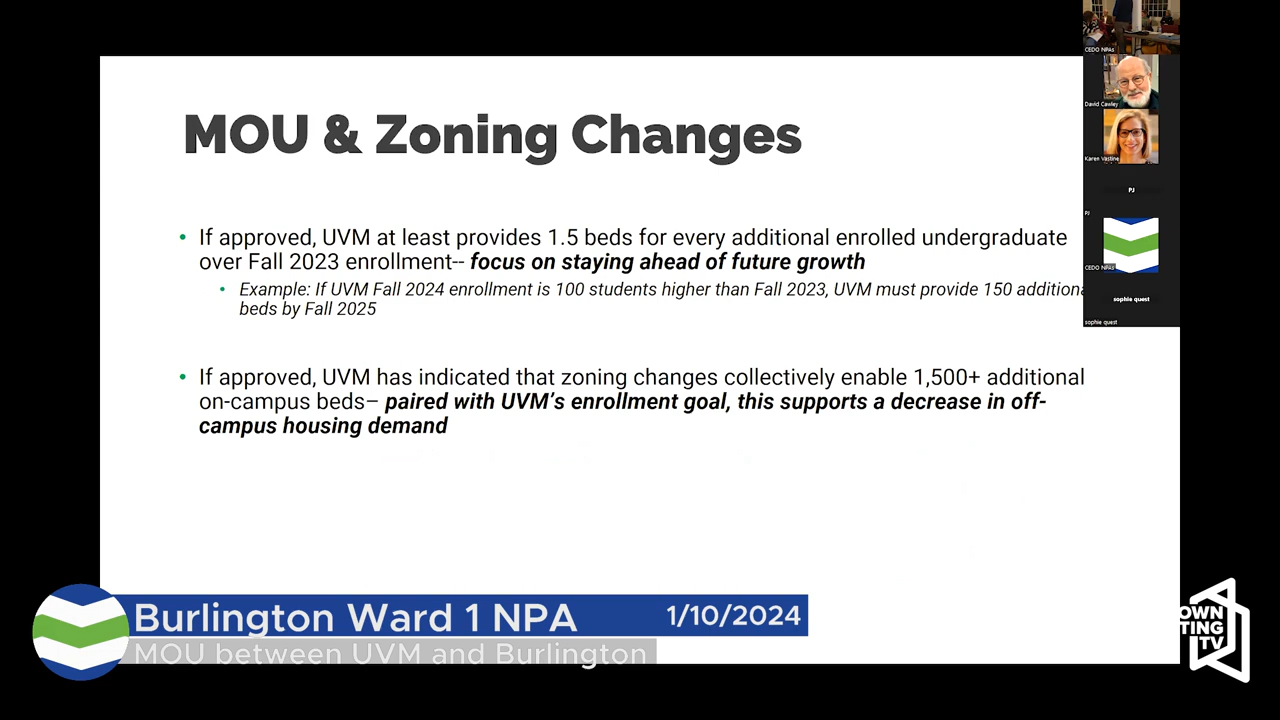 MOU & Zoning Changes
• If approved, UVM at least provides 1.5 beds for every additional enrolled undergraduate
over Fall 2023 enrollment-- focus on staying ahead of future growth
• Example: If UVM Fall 2024 enrollment is 100 students higher than Fall 2023, UVM must provide 150 additiona
beds by Fall 2025
• If approved, UVM has indicated that zoning changes collectively enable 1,500+ additional
on-campus beds– paired with UVM’s enrollment goal, this supports a decrease in off-
campus housing demand
CEDO NPAs
David Cawley
Karen Vastine
PJ
PJ
CEDO NPAs
sophie quest
sophie quest
Burlington Ward 1 NPA 1/10/2024
MOU between UVM and Burlington
OWN
TING
TV